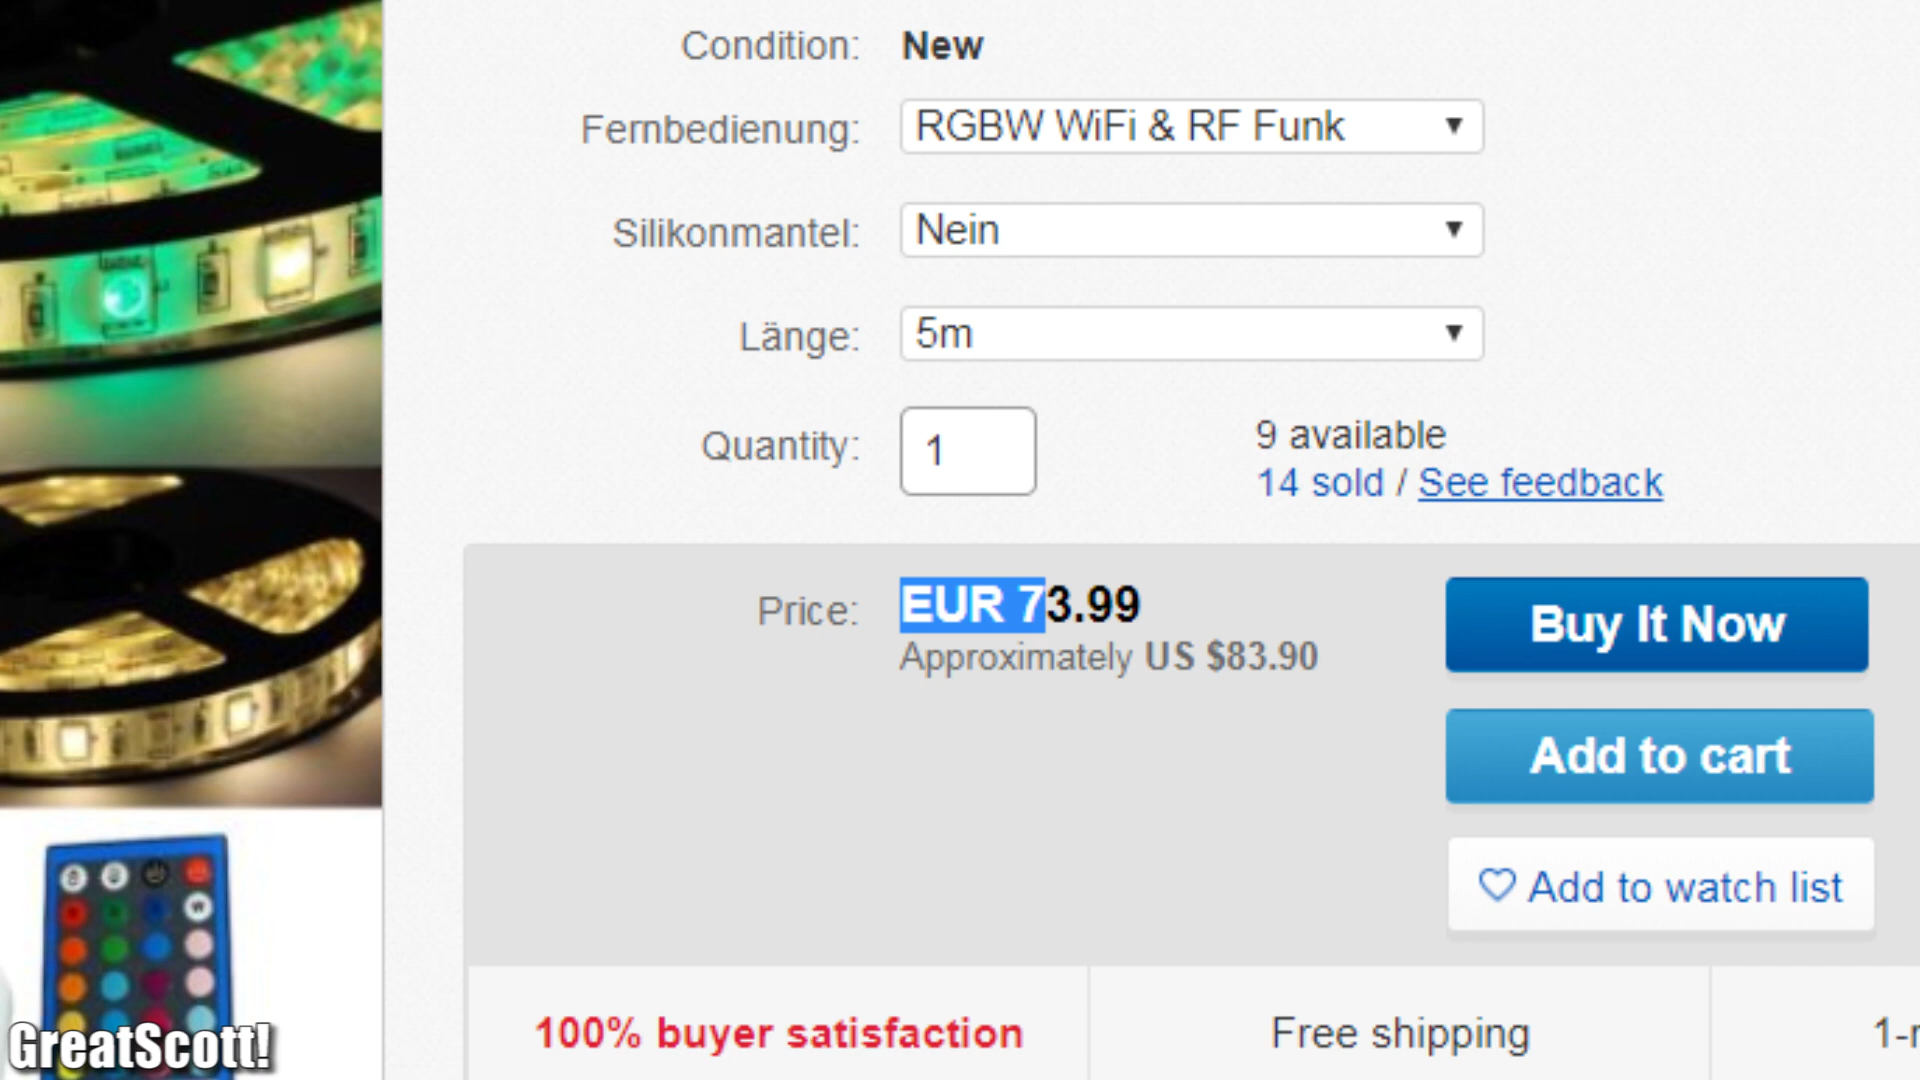 Condition: New
Fernbedienung: RGBW WiFi & RF Funk
Silikonmantel: Nein
Länge: 5m
Quantity: 1
9 available
14 sold / See feedback
Price: EUR 73.99
Approximately US $83.90
Buy It Now
Add to cart
Add to watch list
100% buyer satisfaction
Free shipping
GreatScott!